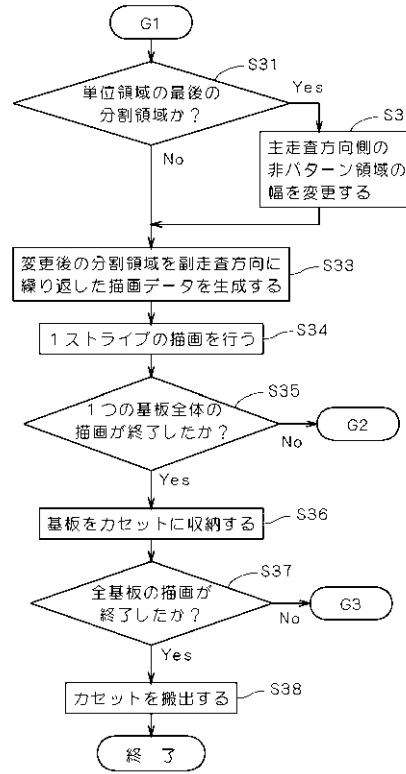 G1
S31
単位領域の最後の
分割領域か?
Yes
No
S3
主走査方向側の
非パターン領域の
幅を変更する
変更後の分割領域を副走査方向に
繰り返した描画データを生成する
S33
1ストライプの描画を行う
S34
S35
1つの基板全体の
描画が終了したか?
No
G2
Yes
基板をカセットに収納する
S36
S37
全基板の描画が
終了したか?
No
G3
Yes
カセットを搬出する
S38
終 了